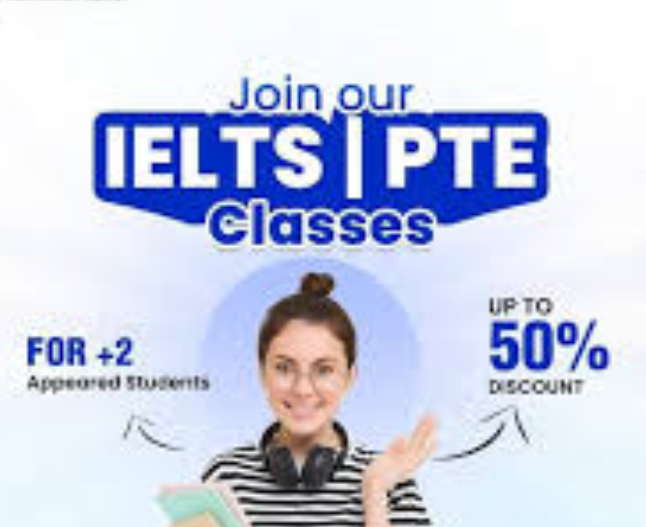 Join our
IELTS | PTE
Classes
FOR +2
Appeared Students
UP TO
50%
DISCOUNT